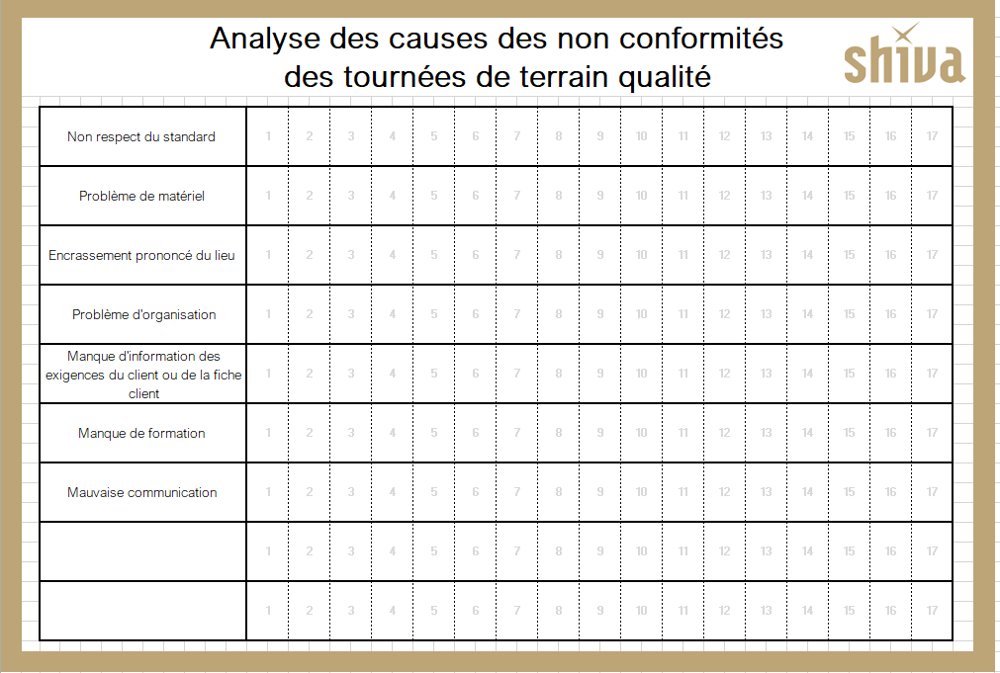 Analyse des causes des non conformités
des tournées de terrain qualité
shiva
Non respect du standard 1 2 3 4 5 6 7 8 9 10 11 12 13 14 15 16 17
Problème de matériel 1 2 3 4 5 6 7 8 9 10 11 12 13 14 15 16 17
Encrassement prononcé du lieu 1 2 3 4 5 6 7 8 9 10 11 12 13 14 15 16 17
Problème d'organisation 1 2 3 4 5 6 7 8 9 10 11 12 13 14 15 16 17
Manque d'information des
exigences du client ou de la fiche
client
1 2 3 4 5 6 7 8 9 10 11 12 13 14 15 16 17
Manque de formation 1 2 3 4 5 6 7 8 9 10 11 12 13 14 15 16 17
Mauvaise communication 1 2 3 4 5 6 7 8 9 10 11 12 13 14 15 16 17
1 2 3 4 5 6 7 8 9 10 11 12 13 14 15 16 17
1 2 3 4 5 6 7 8 9 10 11 12 13 14 15 16 17